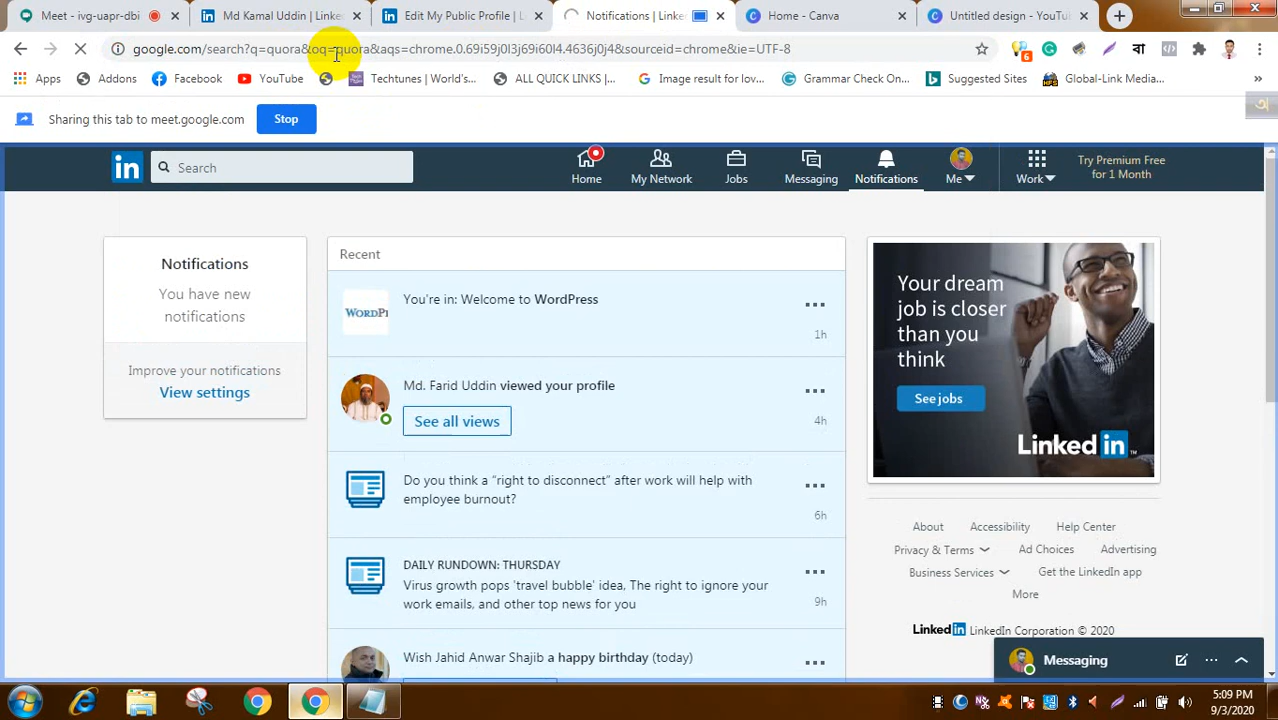 Meet - ivg-uapr-dbi
Md Kamal Uddin | Linke
Edit My Public Profile | Li
Notifications | Linke
Home - Canva
Untitled design - YouTu
google.com/search?q=quora&oq=quora&aqs=chrome.0.69i59j0l3j69i60l4.4636j0j4&sourceid=chrome&ie=UTF-8
6
বা
Apps
Addons
Facebook
YouTube
Techtunes | World's...
ALL QUICK LINKS |...
Image result for lov...
Grammar Check On...
Suggested Sites
Global-Link Media...
Sharing this tab to meet.google.com
Stop
অ
in
Search
Home
My Network
Jobs
Messaging
Notifications
Me
Work
Try Premium Free
for 1 Month
Notifications
You have new
notifications
Improve your notifications
View settings
Recent
WORDPR
You're in: Welcome to WordPress
1h
Md. Farid Uddin viewed your profile
See all views
4h
Do you think a “right to disconnect” after work will help with
employee burnout?
6h
DAILY RUNDOWN: THURSDAY
Virus growth pops 'travel bubble' idea, The right to ignore your
work emails, and other top news for you
9h
Wish Jahid Anwar Shajib a happy birthday (today)
Your dream
job is closer
than you
think
See jobs
Linked in
About
Accessibility
Help Center
Privacy & Terms
Ad Choices
Advertising
Business Services
Get the LinkedIn app
More
Linked in LinkedIn Corporation © 2020
Messaging
5:09 PM
9/3/2020